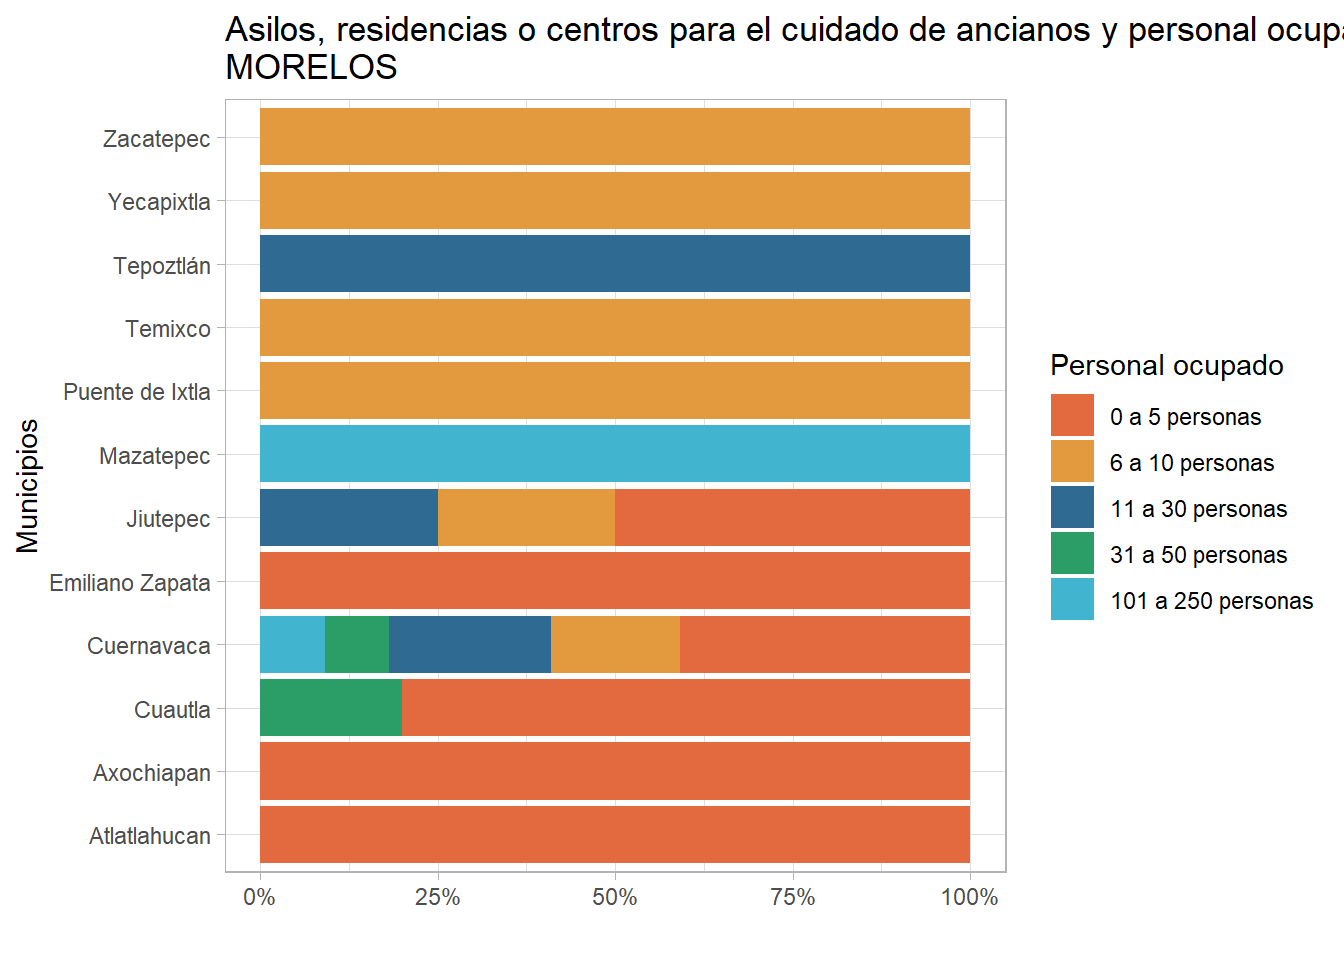 Asilos, residencias o centros para el cuidado de ancianos y personal
MORELOS
Municipios
Zacatepec
Yecapixtla
Tepoztlán
Temixco
Puente de Ixtla
Mazatepec
Jiutepec
Emiliano Zapata
Cuernavaca
Cuautla
Axochiapan
Atlatlahucan
0% 25% 50% 75% 100%
Personal ocupado
0 a 5 personas
6 a 10 personas
11 a 30 personas
31 a 50 personas
101 a 250 personas